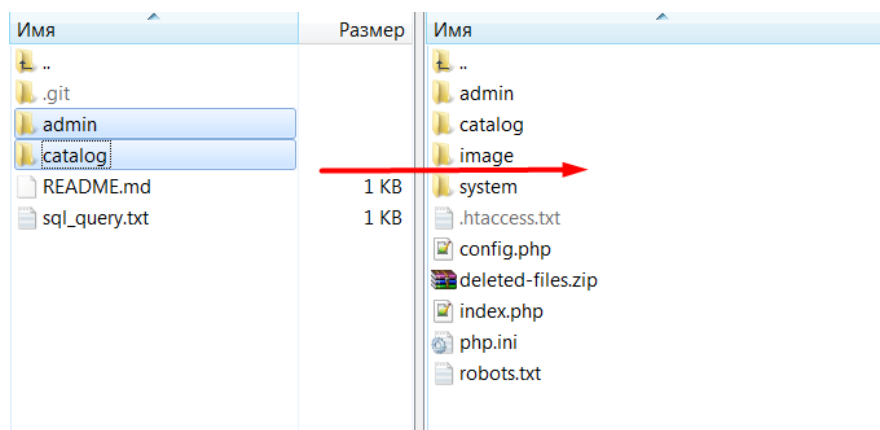 Имя Размер
..
.git
admin
catalog
README.md 1 KB
sql_query.txt 1 KB
Имя
..
admin
catalog
image
system
.htaccess.txt
config.php
deleted-files.zip
index.php
php.ini
robots.txt